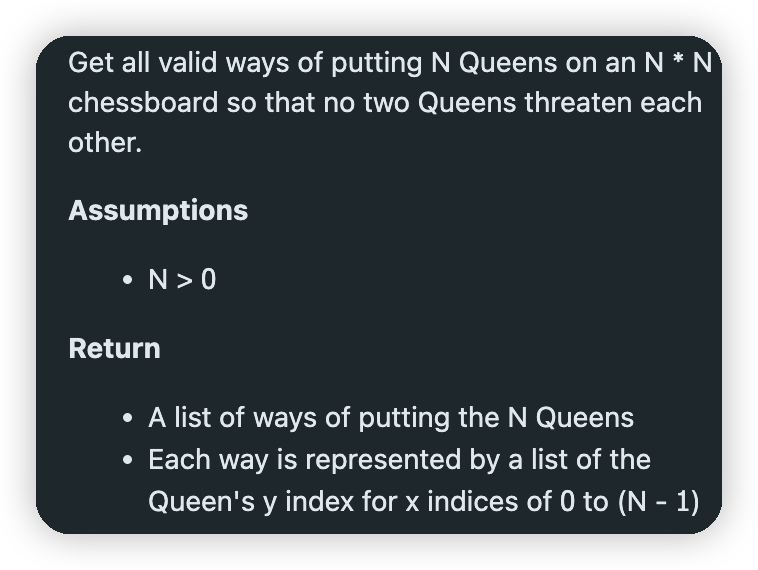 Get all valid ways of putting N Queens on an N * N
chessboard so that no two Queens threaten each
other.
Assumptions
• N > 0
Return
• A list of ways of putting the N Queens
• Each way is represented by a list of the
Queen's y index for x indices of 0 to (N - 1)